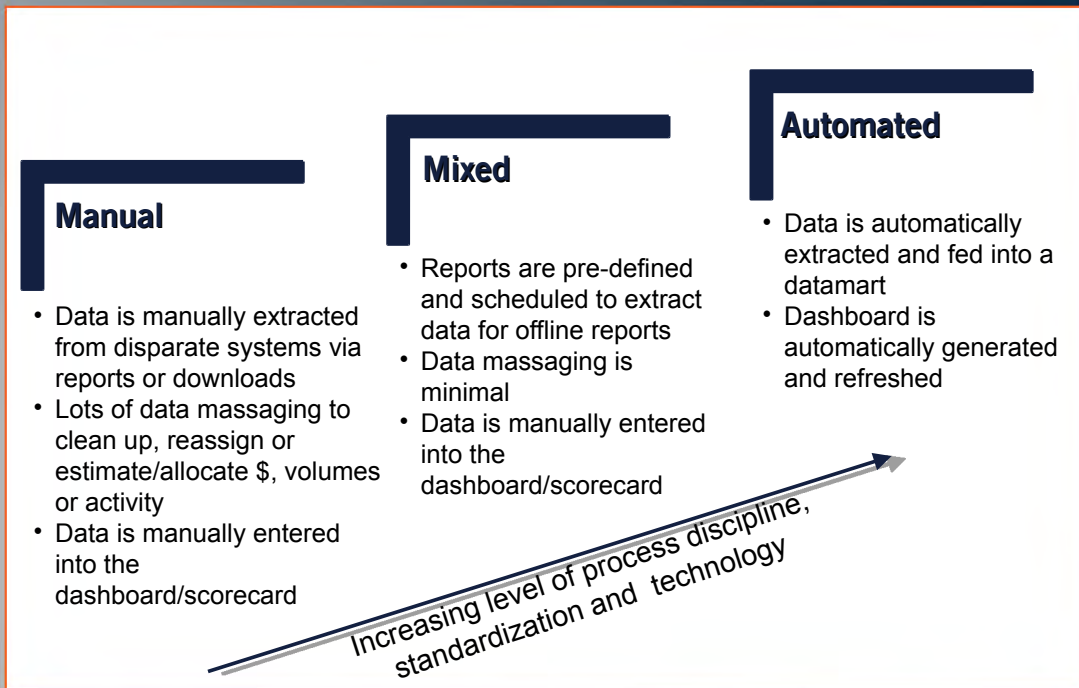 Manual
• Data is manually extracted
from disparate systems via
reports or downloads
• Lots of data massaging to
clean up, reassign or
estimate/allocate $, volumes
or activity
• Data is manually entered
into the
dashboard/scorecard
Mixed
• Reports are pre-defined
and scheduled to extract
data for offline reports
• Data massaging is
minimal
• Data is manually entered
into the
dashboard/scorecard
Automated
• Data is automatically
extracted and fed into a
datamart
• Dashboard is
automatically generated
and refreshed
Increasing level of process discipline,
standardization and technology